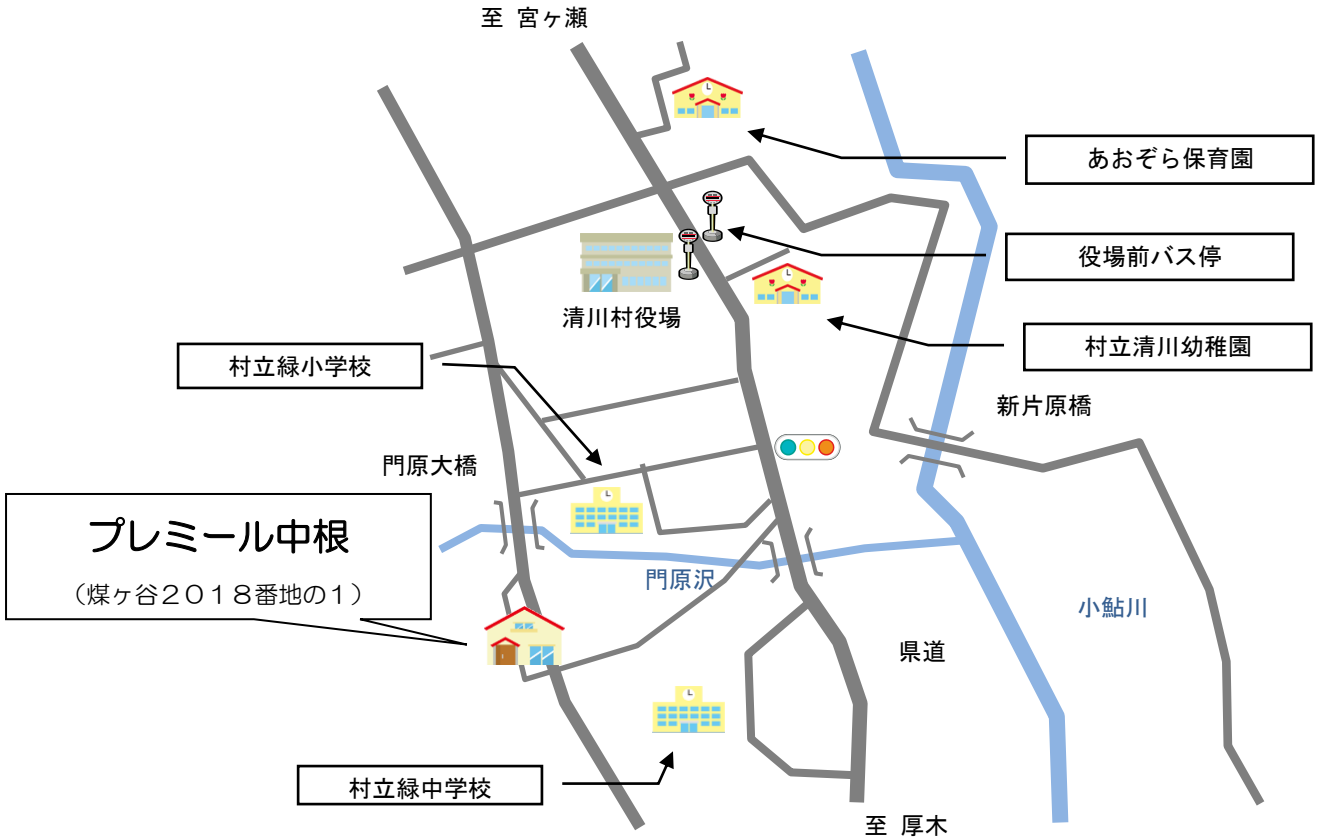 至 宮ヶ瀬
あおぞら保育園
役場前バス停
清川村役場
村立清川幼稚園
村立緑小学校
新片原橋
門原大橋
プレミール中根
（煤ヶ谷２０１８番地の１）
門原沢
小鮎川
県道
村立緑中学校
至 厚木